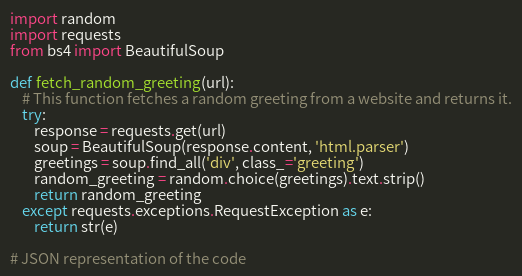 import random
import requests
from bs4 import BeautifulSoup

def fetch_random_greeting(url):
    # This function fetches a random greeting from a website and returns it.
    try:
        response = requests.get(url)
        soup = BeautifulSoup(response.content, 'html.parser')
        greetings = soup.find_all('div', class_='greeting')
        random_greeting = random.choice(greetings).text.strip()
        return random_greeting
    except requests.exceptions.RequestException as e:
        return str(e)

# JSON representation of the code